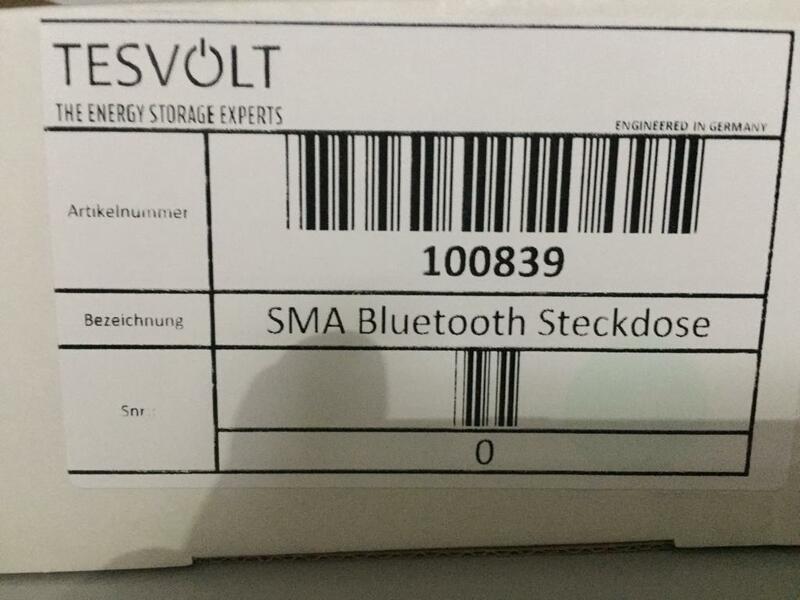 TESVOLT
THE ENERGY STORAGE EXPERTS
ENGINEERED IN GERMANY
Artikelnummer
100839
Bezeichnung
SMA Bluetooth Steckdose
Snr.:
0